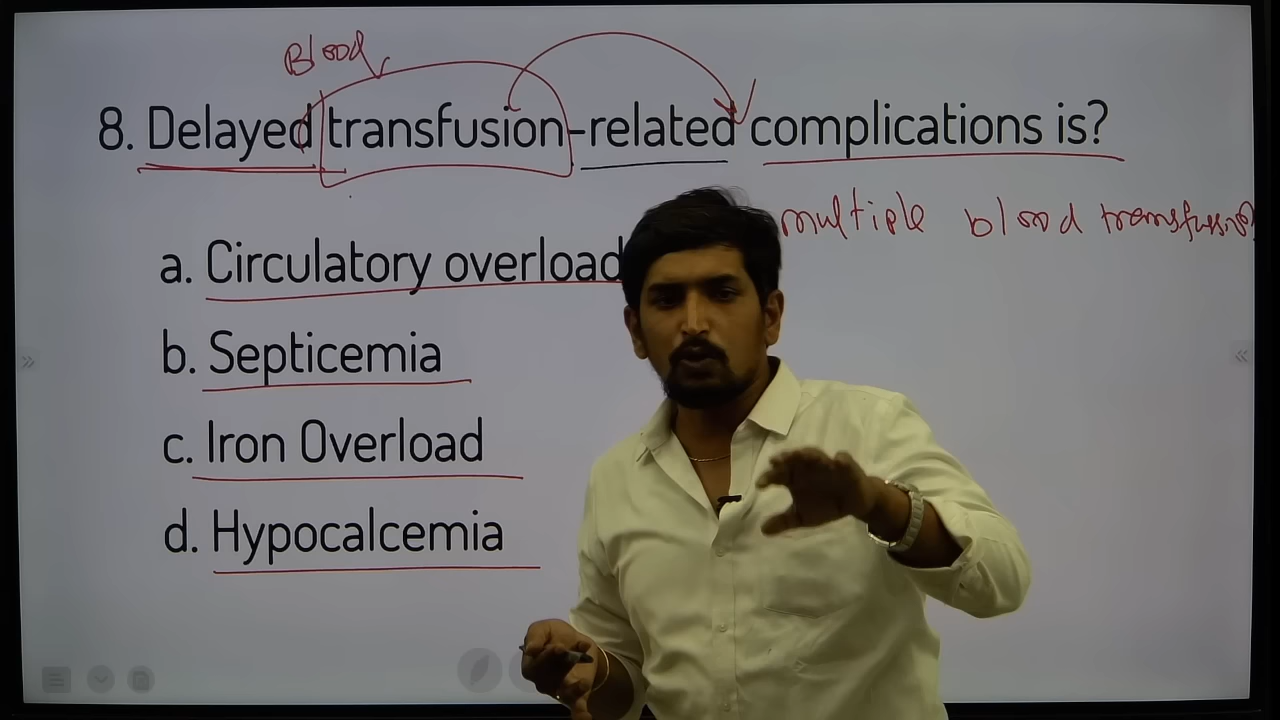 Blood
8. Delayed transfusion-related complications is?
multiple blood transfusion
a. Circulatory overload
b. Septicemia
c. Iron Overload
d. Hypocalcemia